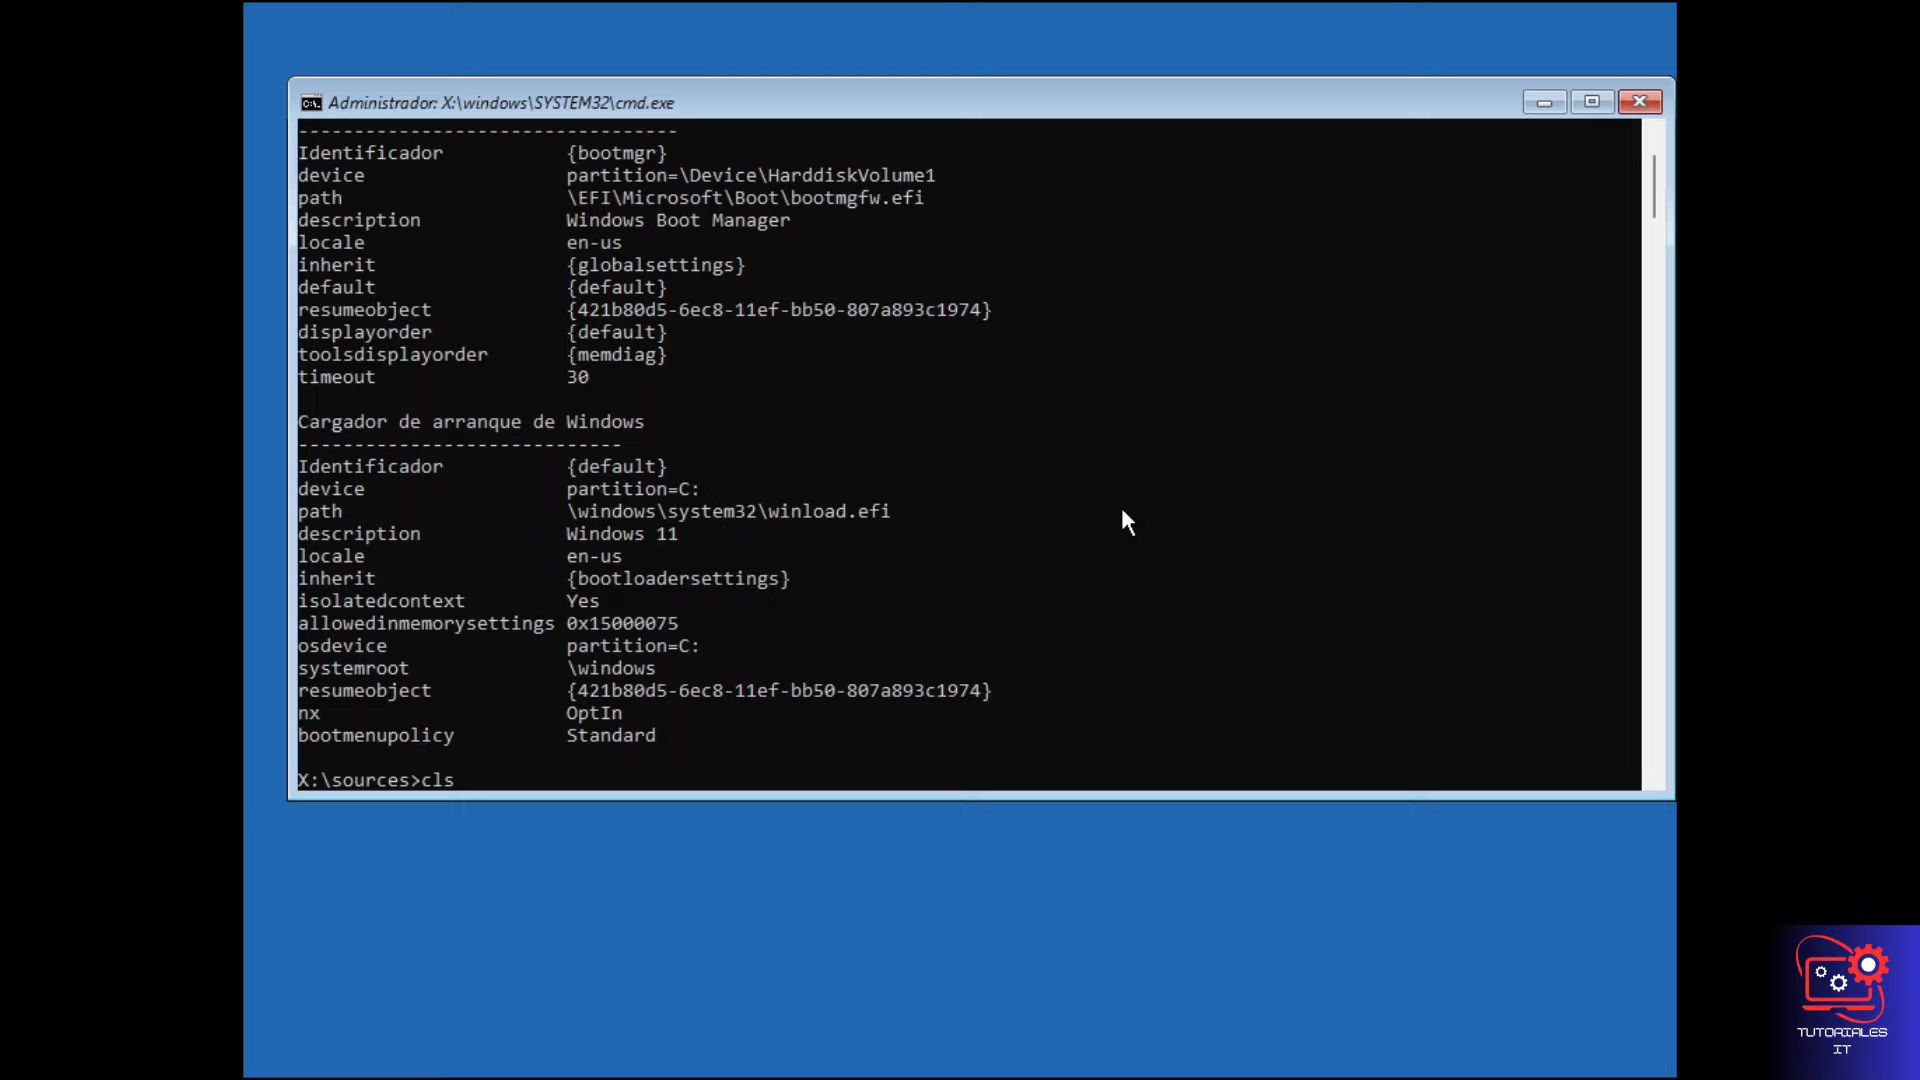 Administrador: X:\windows\SYSTEM32\cmd.exe
----------------------------------
Identificador           {bootmgr}
device                  partition=\Device\HarddiskVolume1
path                    \EFI\Microsoft\Boot\bootmgfw.efi
description             Windows Boot Manager
locale                  en-us
inherit                 {globalsettings}
default                 {default}
resumeobject            {421b80d5-6ec8-11ef-bb50-807a893c1974}
displayorder            {default}
toolsdisplayorder       {memdiag}
timeout                 30
Cargador de arranque de Windows
-----------------------------
Identificador           {default}
device                  partition=C:
path                    \windows\system32\winload.efi
description             Windows 11
locale                  en-us
inherit                 {bootloadersettings}
isolatedcontext         Yes
allowedinmemorysettings 0x15000075
osdevice                partition=C:
systemroot              \windows
resumeobject            {421b80d5-6ec8-11ef-bb50-807a893c1974}
nx                      OptIn
bootmenupolicy          Standard
X:\sources>cls
TUTORIALES
IT